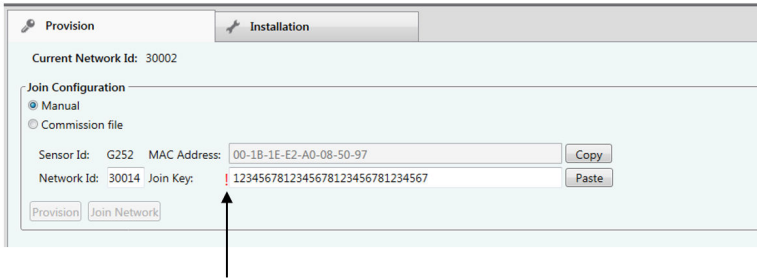 Provision Installation
Current Network Id: 30002
Join Configuration
Manual
Commission file
Sensor Id: G252 MAC Address: 00-1B-1E-E2-A0-08-50-97 Copy
Network Id: 30014 Join Key: ! 1234567812345678123456781234567 Paste
Provision Join Network